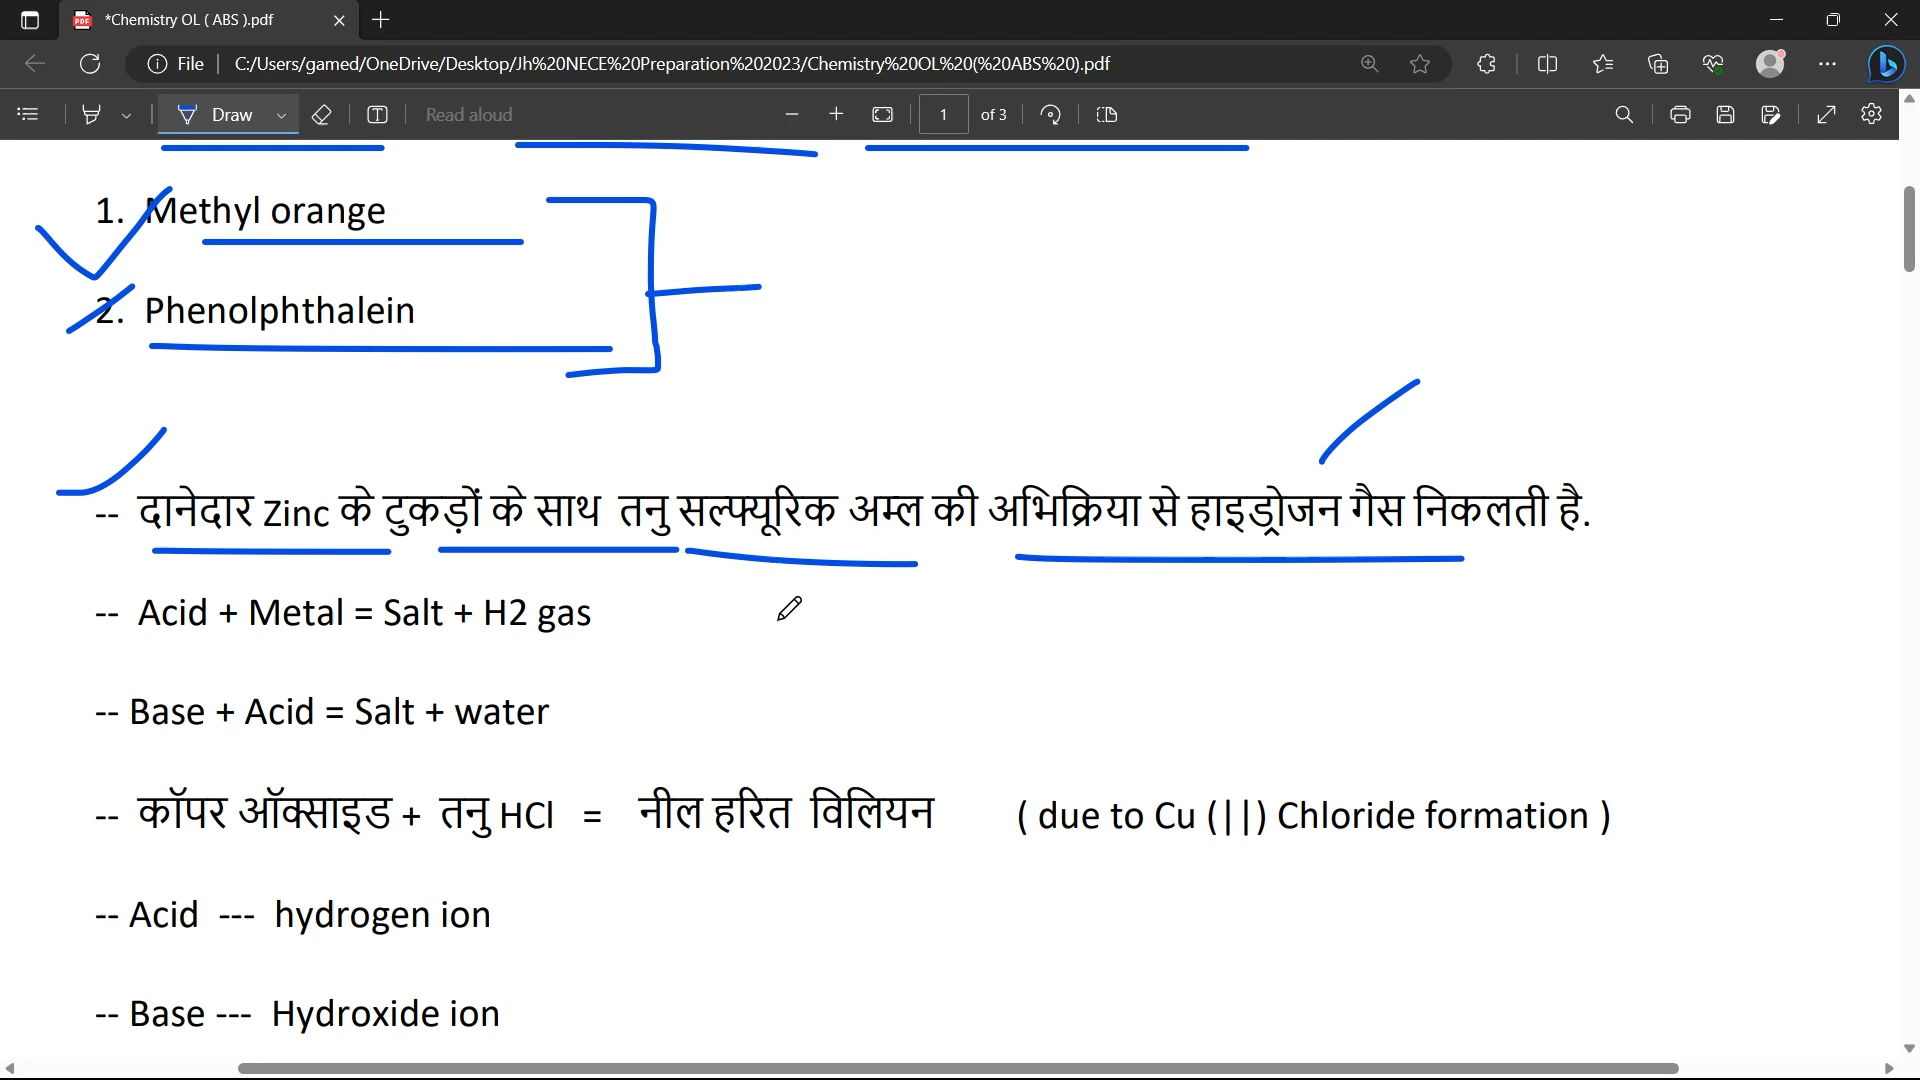 *Chemistry OL ( ABS ).pdf
File
C:/Users/gamed/OneDrive/Desktop/Jh%20NECE%20Preparation%202023/Chemistry%20OL%20(%20ABS%20).pdf
Draw
Read aloud
1 of 3
1. Methyl orange
2. Phenolphthalein
-- दानेदार Zinc के टुकड़ों के साथ तनु सल्फ्यूरिक अम्ल की अभिक्रिया से हाइड्रोजन गैस निकलती है.
-- Acid + Metal = Salt + H2 gas
-- Base + Acid = Salt + water
-- कॉपर ऑक्साइड + तनु HCl = नील हरित विलियन ( due to Cu (||) Chloride formation )
-- Acid --- hydrogen ion
-- Base --- Hydroxide ion